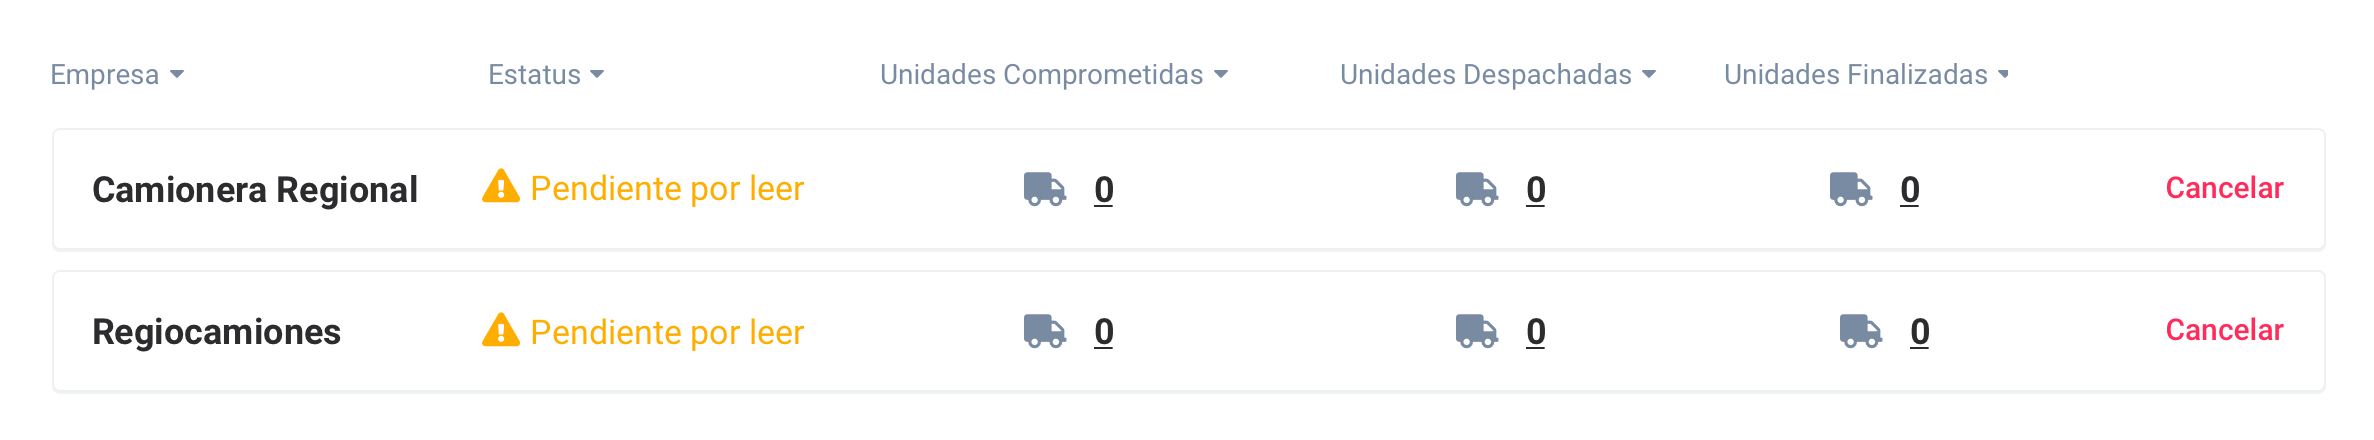 Empresa Estatus Unidades Comprometidas Unidades Despachadas Unidades Finalizadas
Camionera Regional Pendiente por leer 0 0 0 Cancelar
Regiocamiones Pendiente por leer 0 0 0 Cancelar